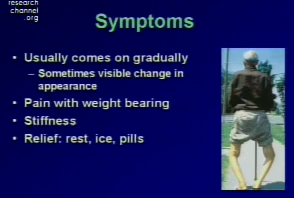 research
channel
.org
Symptoms
• Usually comes on gradually
– Sometimes visible change in
appearance
• Pain with weight bearing
• Stiffness
• Relief: rest, ice, pills